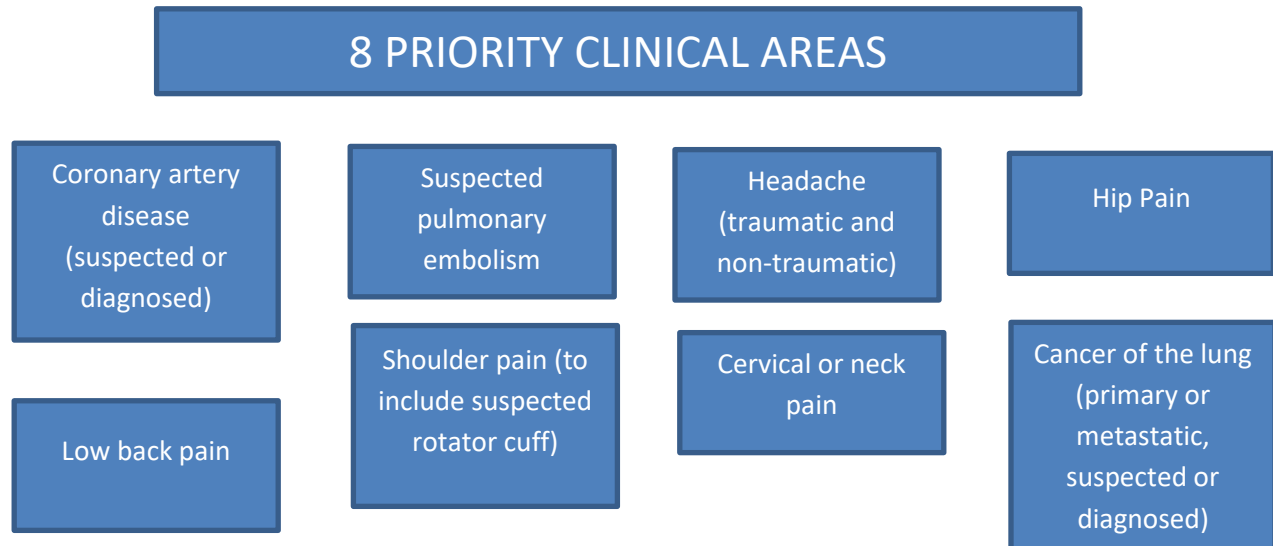 8 PRIORITY CLINICAL AREAS
Coronary artery
disease
(suspected or
diagnosed)
Suspected
pulmonary
embolism
Headache
(traumatic and
non-traumatic)
Hip Pain
Low back pain
Shoulder pain (to
include suspected
rotator cuff)
Cervical or neck
pain
Cancer of the lung
(primary or
metastatic,
suspected or
diagnosed)